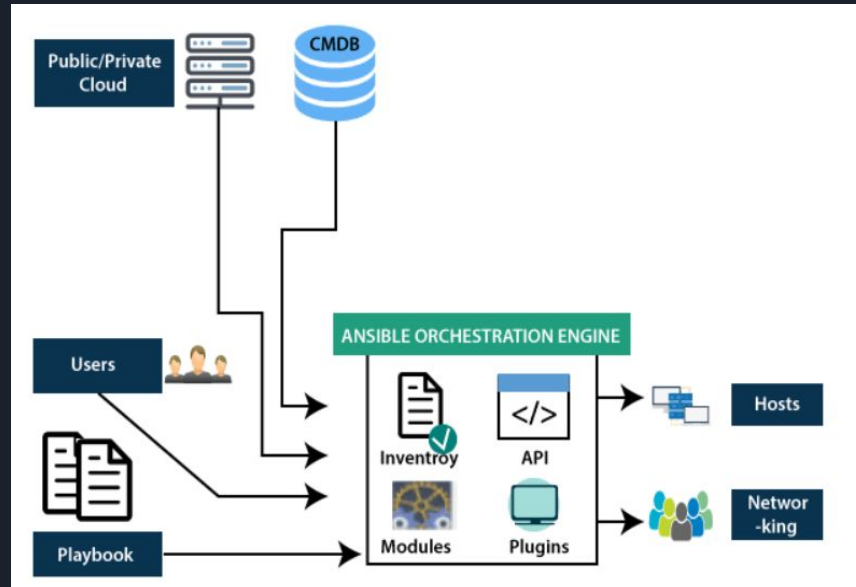 Public/Private
Cloud
CMDB
ANSIBLE ORCHESTRATION ENGINE
Users
Inventroy
API
Hosts
Modules
Plugins
Networ
-king
Playbook